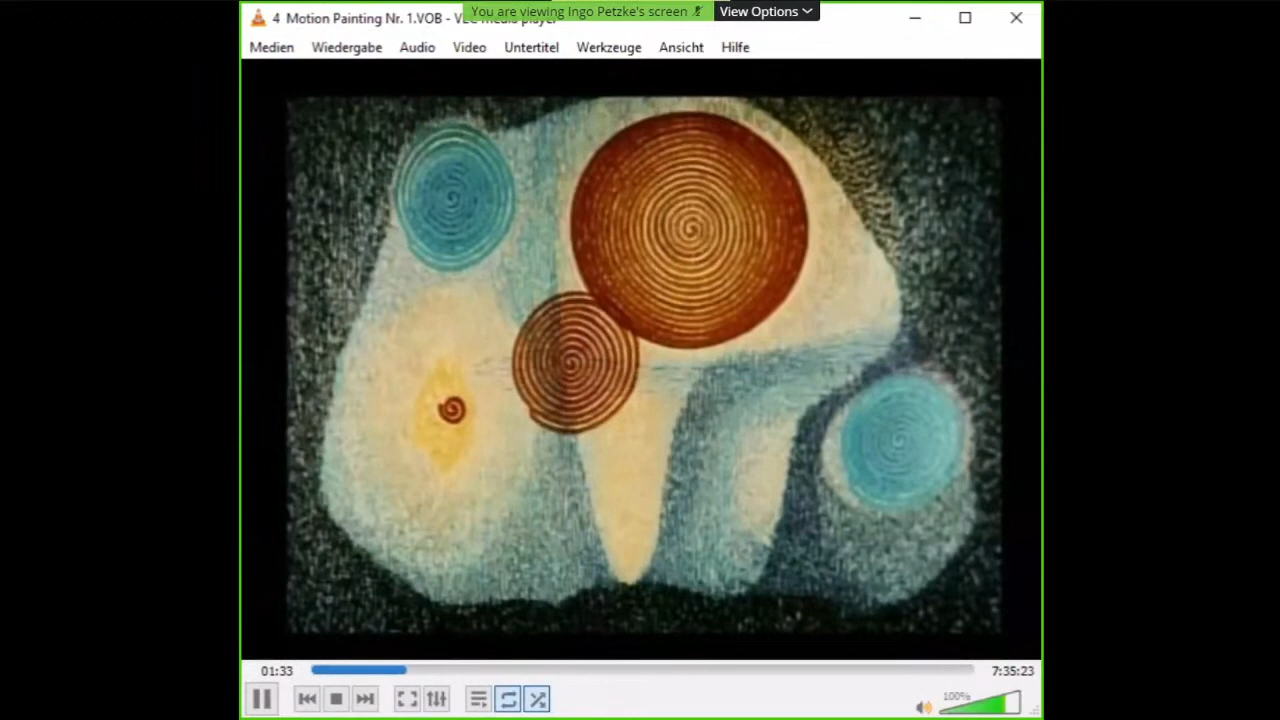 You are viewing Ingo Petzke's screen
View Options
4 Motion Painting Nr. 1.VOB - VLC media player
Medien Wiedergabe Audio Video Untertitel Werkzeuge Ansicht Hilfe
01:33
7:35:23
100%